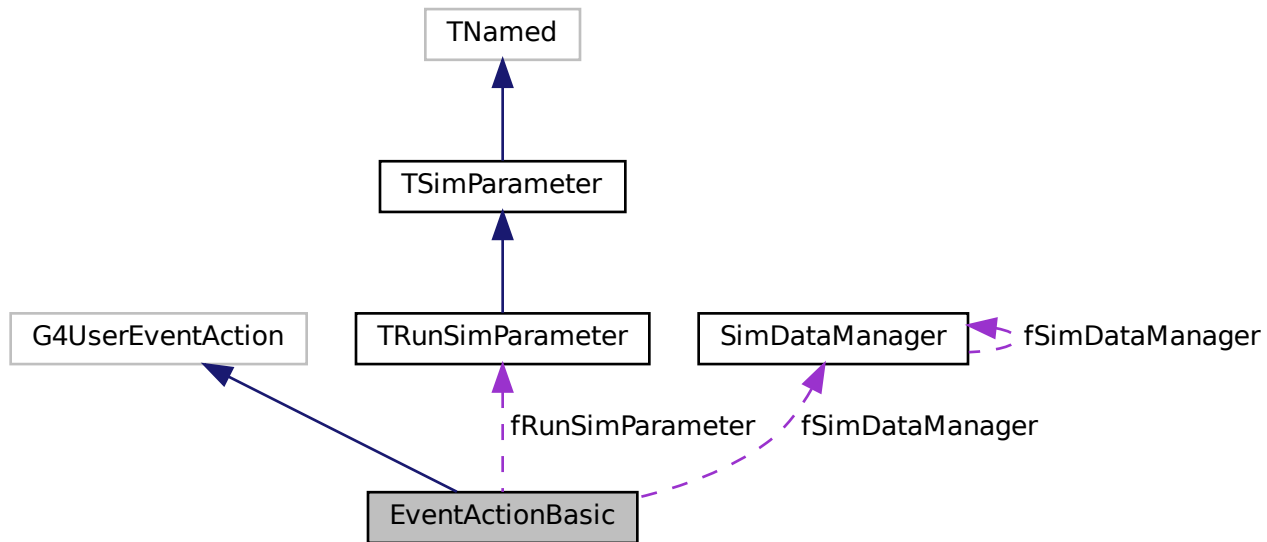 TNamed
TSimParameter
G4UserEventAction
TRunSimParameter
SimDataManager
fSimDataManager
fRunSimParameter
fSimDataManager
EventActionBasic